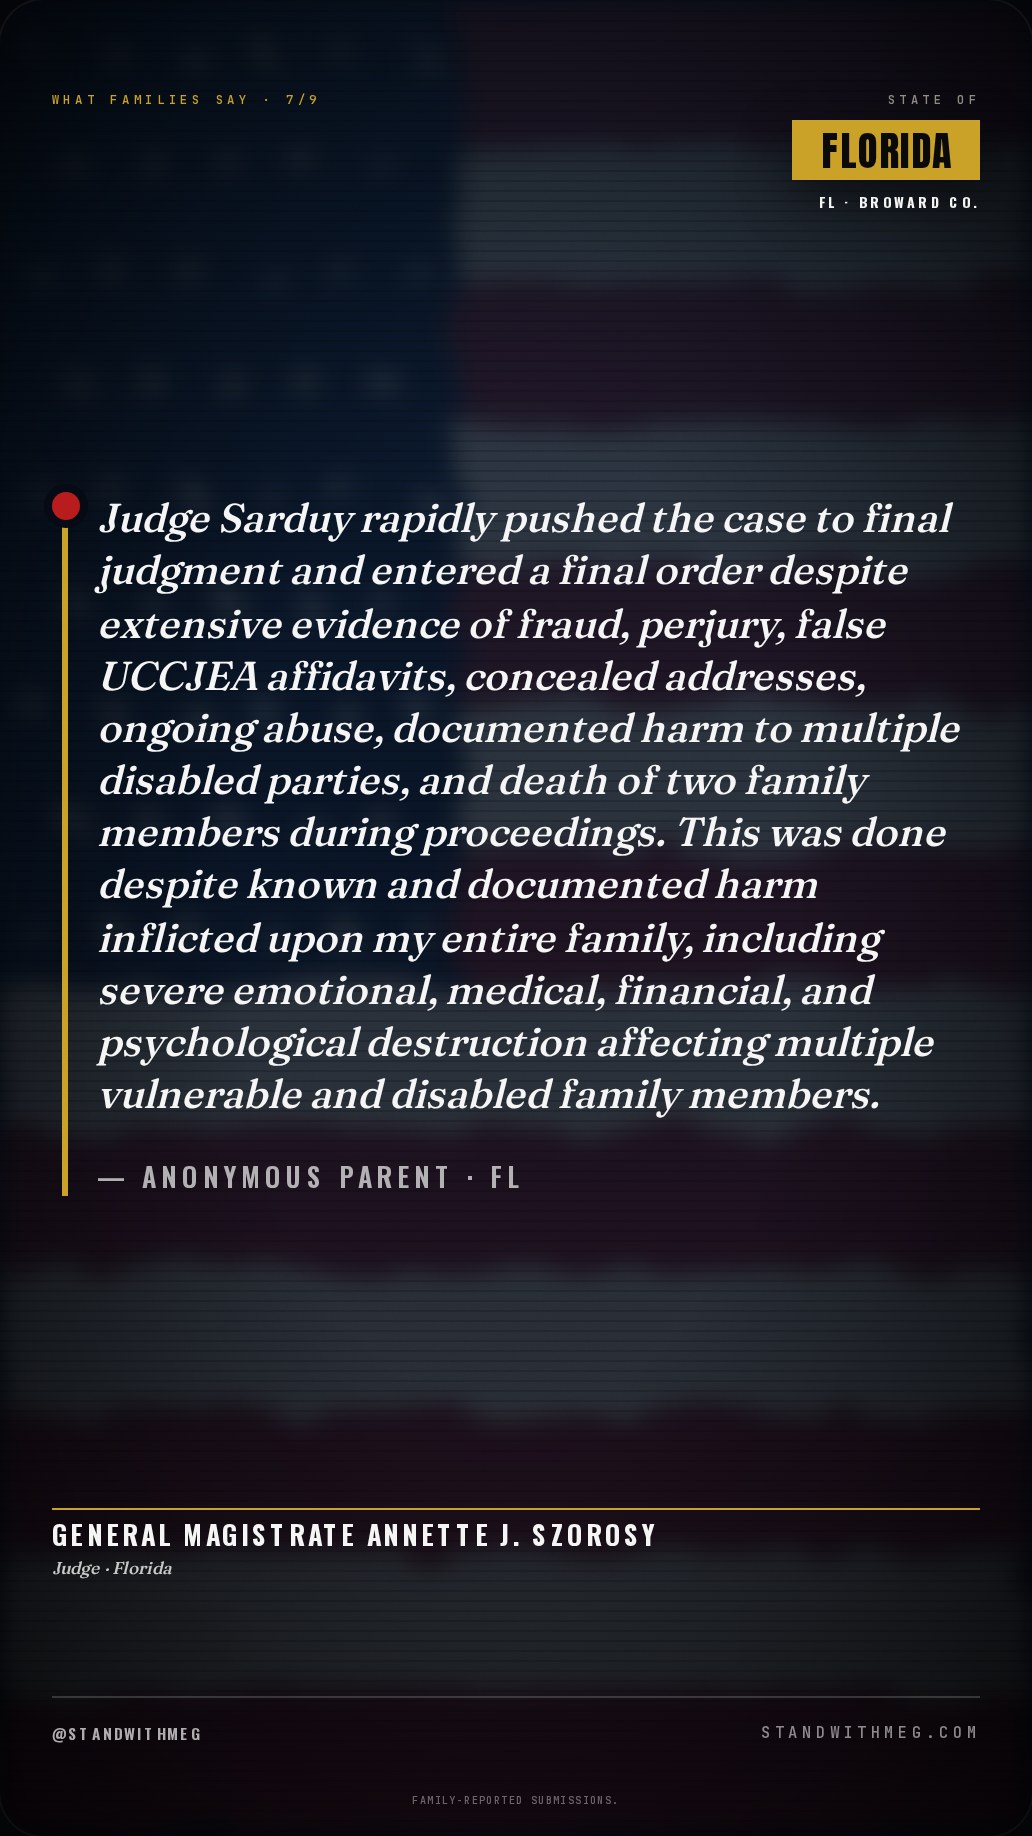 WHAT FAMILIES SAY · 7/9
STATE OF
FLORIDA
FL · BROWARD CO.
Judge Sarduy rapidly pushed the case to final
judgment and entered a final order despite
extensive evidence of fraud, perjury, false
UCCJEA affidavits, concealed addresses,
ongoing abuse, documented harm to multiple
disabled parties, and death of two family
members during proceedings. This was done
despite known and documented harm
inflicted upon my entire family, including
severe emotional, medical, financial, and
psychological destruction affecting multiple
vulnerable and disabled family members.
— ANONYMOUS PARENT · FL
GENERAL MAGISTRATE ANNETTE J. SZOROSY
Judge · Florida
@STANDWITHMEG
STANDWITHMEG.COM
FAMILY-REPORTED SUBMISSIONS.